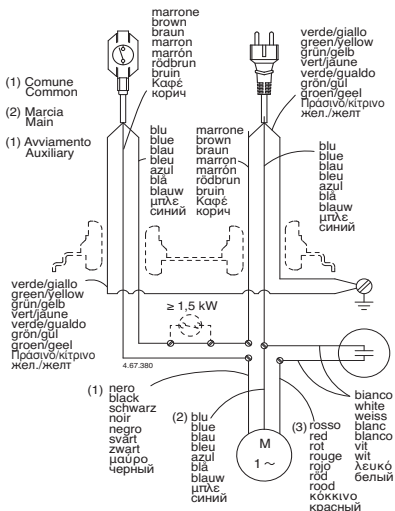 marrone
brown
braun
marron
marrón
rödbrun
bruin
Καφέ
корич
verde/giallo
green/yellow
grün/gelb
vert/jaune
verde/gualdo
grön/gül
groen/geel
Πράσινο/κίτρινο
жел./желт
(1) Comune
Common
(2) Marcia
Main
(1) Avviamento
Auxiliary
blu
blue
blau
bleu
azul
blå
blauw
μπλε
синий
marrone
brown
braun
marron
marrón
rödbrun
bruin
Καφέ
корич
blu
blue
blau
bleu
azul
blå
blauw
μπλε
синий
verde/giallo
green/yellow
grün/gelb
vert/jaune
verde/gualdo
grön/gül
groen/geel
Πράσινο/κίτρινο
жел./желт
≥ 1,5 kW
4.67.380
(1) nero
black
schwarz
noir
negro
svart
zwart
μαύρο
черный
(2) blu
blue
blau
bleu
azul
blå
blauw
μπλε
синий
M
1 ~
(3) rosso
red
rot
rouge
rojo
röd
rood
κόκκινο
красный
bianco
white
weiss
blanc
blanco
vit
wit
λευκό
белый